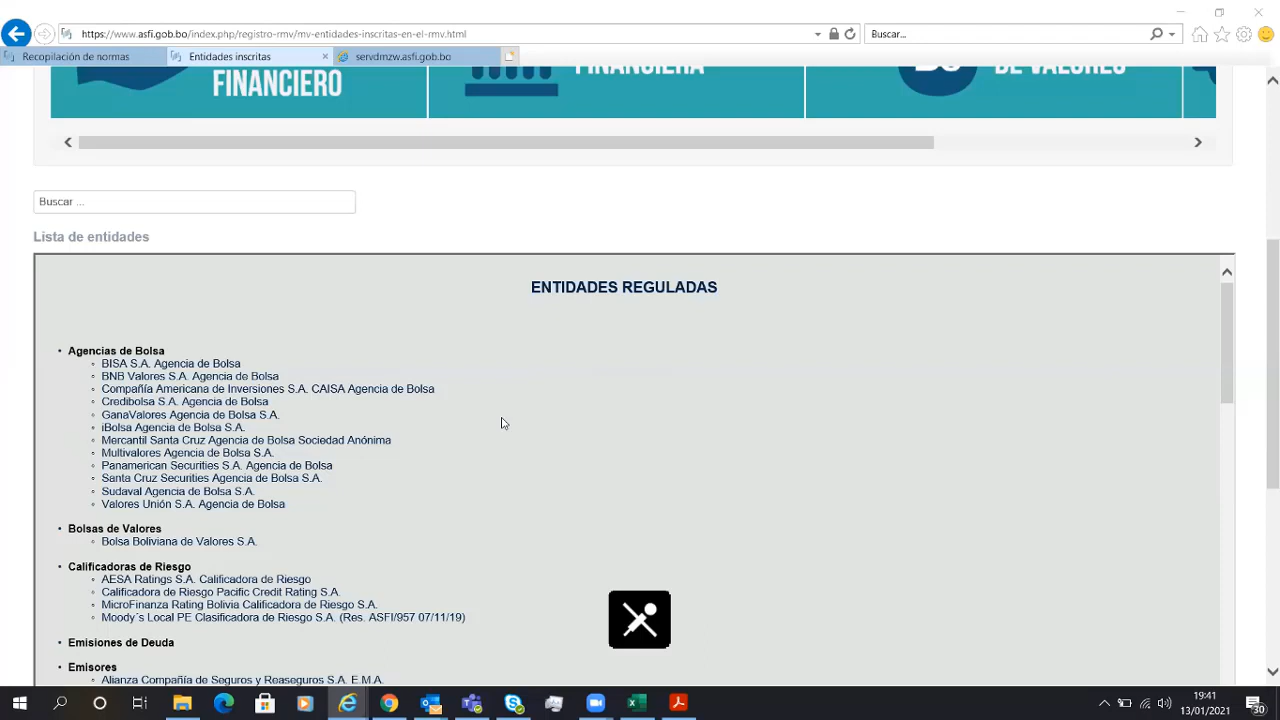 https://www.asfi.gob.bo/index.php/registro-rmv/mv-entidades-inscritas-en-el-rmv.html
Buscar...
Recopilación de normas
Entidades inscritas
servdmzw.asfi.gob.bo
FINANCIERO
FINANCIERA
DE VALORES
Buscar ...
Lista de entidades
ENTIDADES REGULADAS
• Agencias de Bolsa
◦ BISA S.A. Agencia de Bolsa
◦ BNB Valores S.A. Agencia de Bolsa
◦ Compañía Americana de Inversiones S.A. CAISA Agencia de Bolsa
◦ Credibolsa S.A. Agencia de Bolsa
◦ GanaValores Agencia de Bolsa S.A.
◦ iBolsa Agencia de Bolsa S.A.
◦ Mercantil Santa Cruz Agencia de Bolsa Sociedad Anónima
◦ Multivalores Agencia de Bolsa S.A.
◦ Panamerican Securities S.A. Agencia de Bolsa
◦ Santa Cruz Securities Agencia de Bolsa S.A.
◦ Sudaval Agencia de Bolsa S.A.
◦ Valores Unión S.A. Agencia de Bolsa
• Bolsas de Valores
◦ Bolsa Boliviana de Valores S.A.
• Calificadoras de Riesgo
◦ AESA Ratings S.A. Calificadora de Riesgo
◦ Calificadora de Riesgo Pacific Credit Rating S.A.
◦ MicroFinanza Rating Bolivia Calificadora de Riesgo S.A.
◦ Moody´s Local PE Clasificadora de Riesgo S.A. (Res. ASFI/957 07/11/19)
• Emisiones de Deuda
• Emisores
◦ Alianza Compañía de Seguros y Reaseguros S.A. E.M.A.
19:41
13/01/2021
30